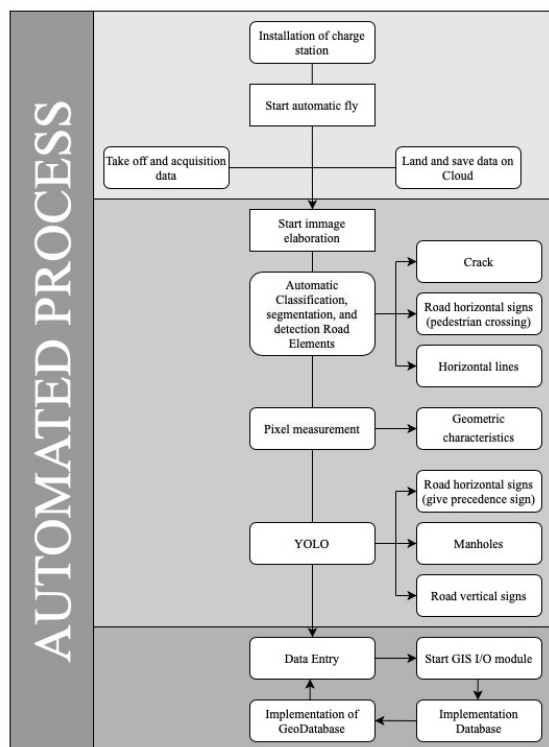 AUTOMATED PROCESS
Installation of charge
station
Start automatic fly
Take off and acquisition
data
Land and save data on
Cloud
Start immage
elaboration
Automatic
Classification,
segmentation, and
detection Road
Elements
Crack
Road horizontal signs
(pedestrian crossing)
Horizontal lines
Pixel measurement
Geometric
characteristics
YOLO
Road horizontal signs
(give precedence sign)
Manholes
Road vertical signs
Data Entry
Start GIS I/O module
Implementation of
GeoDatabase
Implementation
Database